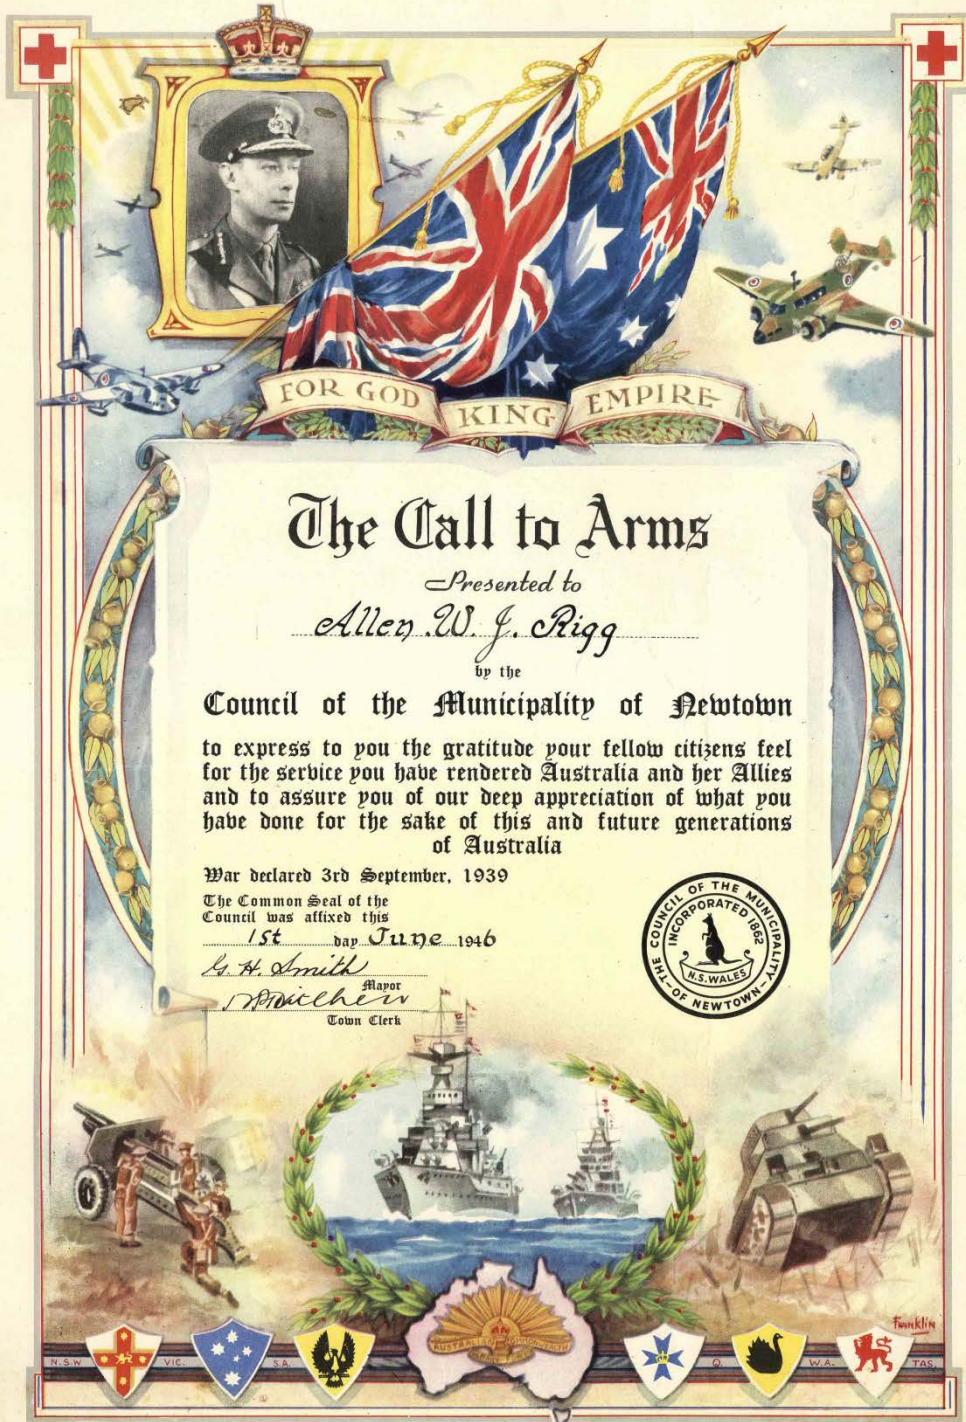 FOR GOD KING EMPIRE
The Call to Arms
Presented to
Allen W. J. Rigg
by the
Council of the Municipality of Newtown
to express to you the gratitude your fellow citizens feel
for the service you have rendered Australia and her Allies
and to assure you of our deep appreciation of what you
have done for the sake of this and future generations
of Australia
War declared 3rd September, 1939
The Common Seal of the
Council was affixed this
1st day June 1946
G. H. Smith
Mayor
Town Clerk
THE COUNCIL OF THE MUNICIPALITY
OF NEWTOWN
INCORPORATED 1862
N.S.WALES
AUSTRALIAN COMMONWEALTH
MILITARY FORCES
Franklin
N.S.W VIC. S.A. Q. W.A. TAS.